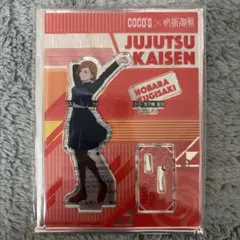 COCO'S × 呪術廻戦
JUJUTSU
KAISEN
NOBARA
KUGISAKI